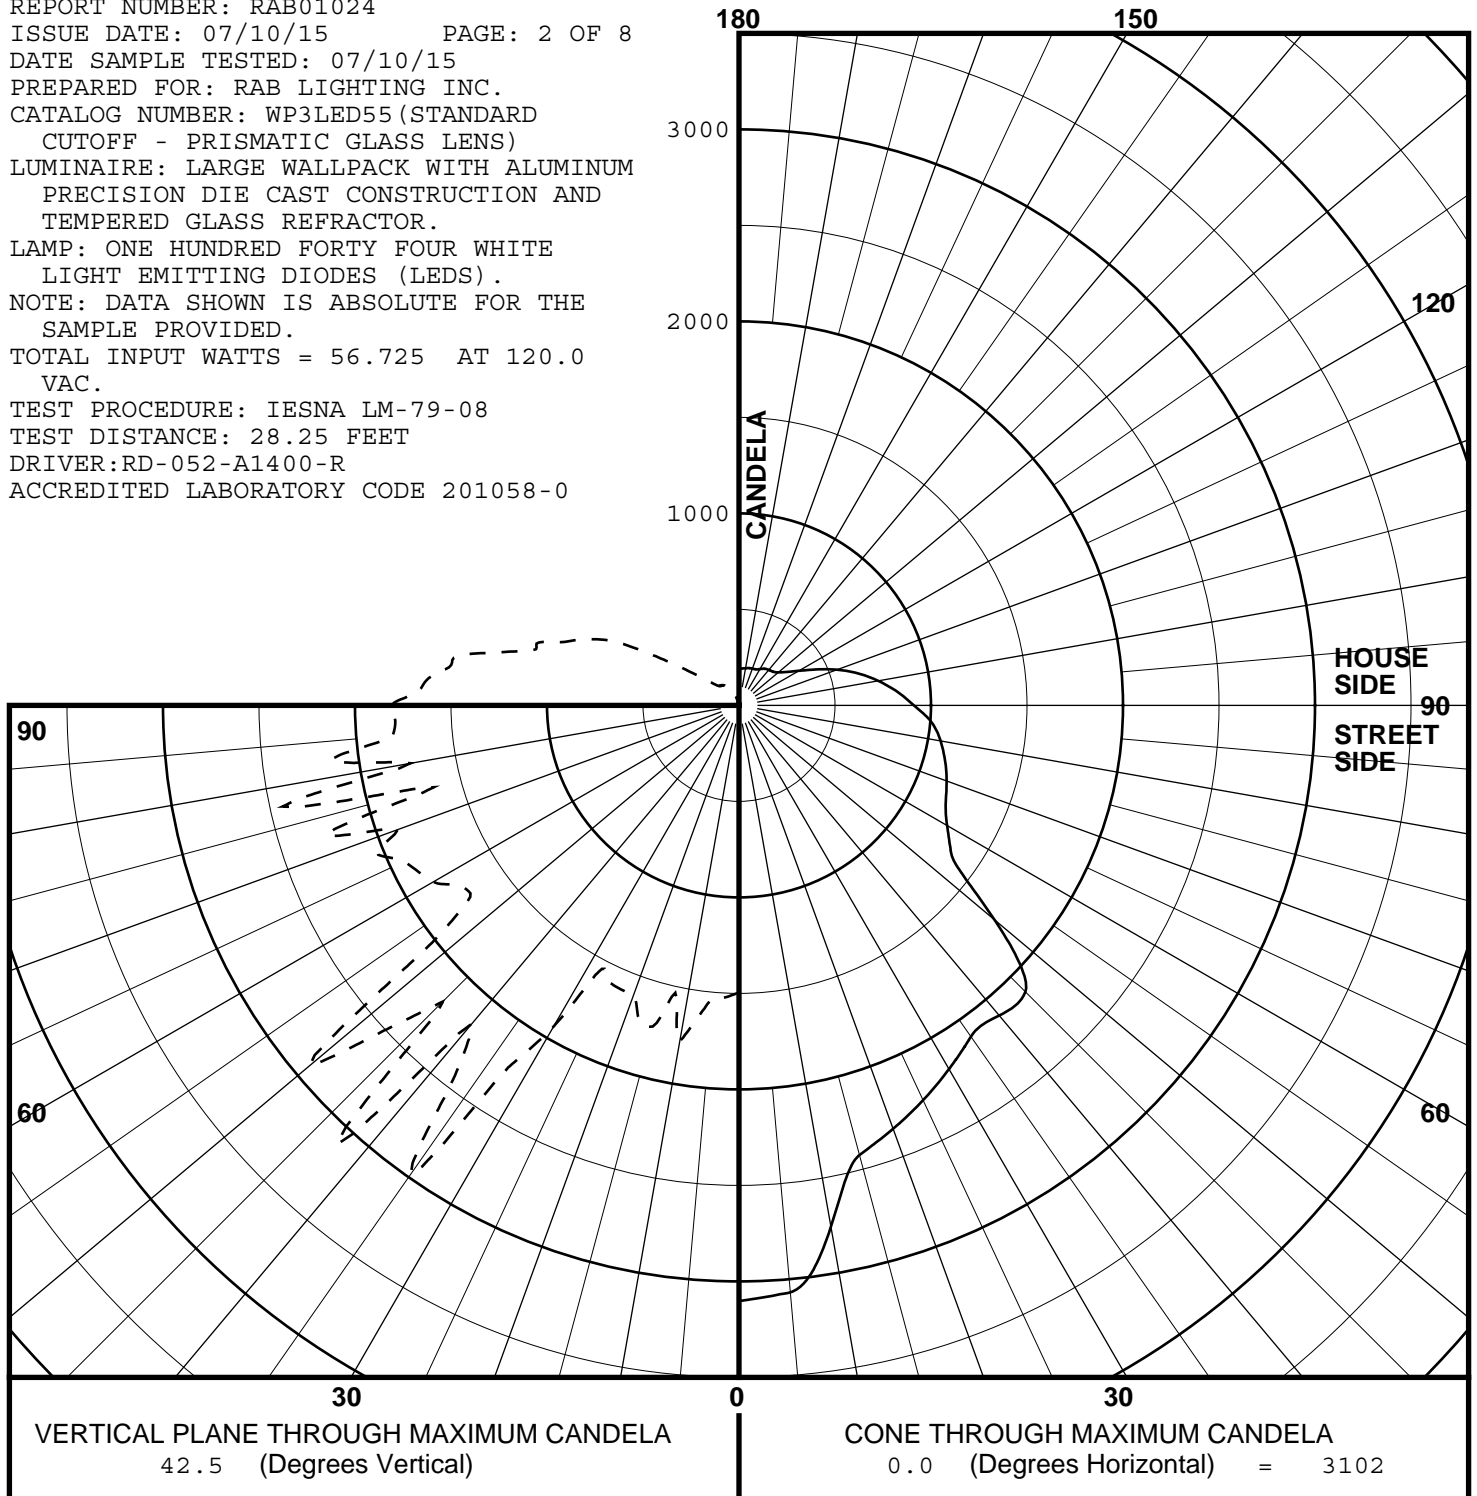 REPORT NUMBER: RAB01024
ISSUE DATE: 07/10/15 PAGE: 2 OF 8
DATE SAMPLE TESTED: 07/10/15
PREPARED FOR: RAB LIGHTING INC.
CATALOG NUMBER: WP3LED55(STANDARD
CUTOFF - PRISMATIC GLASS LENS)
LUMINAIRE: LARGE WALLPACK WITH ALUMINUM
PRECISION DIE CAST CONSTRUCTION AND
TEMPERED GLASS REFRACTOR.
LAMP: ONE HUNDRED FORTY FOUR WHITE
LIGHT EMITTING DIODES (LEDS).
NOTE: DATA SHOWN IS ABSOLUTE FOR THE
SAMPLE PROVIDED.
TOTAL INPUT WATTS = 56.725 AT 120.0
VAC.
TEST PROCEDURE: IESNA LM-79-08
TEST DISTANCE: 28.25 FEET
DRIVER:RD-052-A1400-R
ACCREDITED LABORATORY CODE 201058-0
180
150
3000
120
2000
CANDELA
1000
HOUSE
SIDE
90
90
STREET
SIDE
60
60
30
0
30
VERTICAL PLANE THROUGH MAXIMUM CANDELA
42.5 (Degrees Vertical)
CONE THROUGH MAXIMUM CANDELA
0.0 (Degrees Horizontal) = 3102